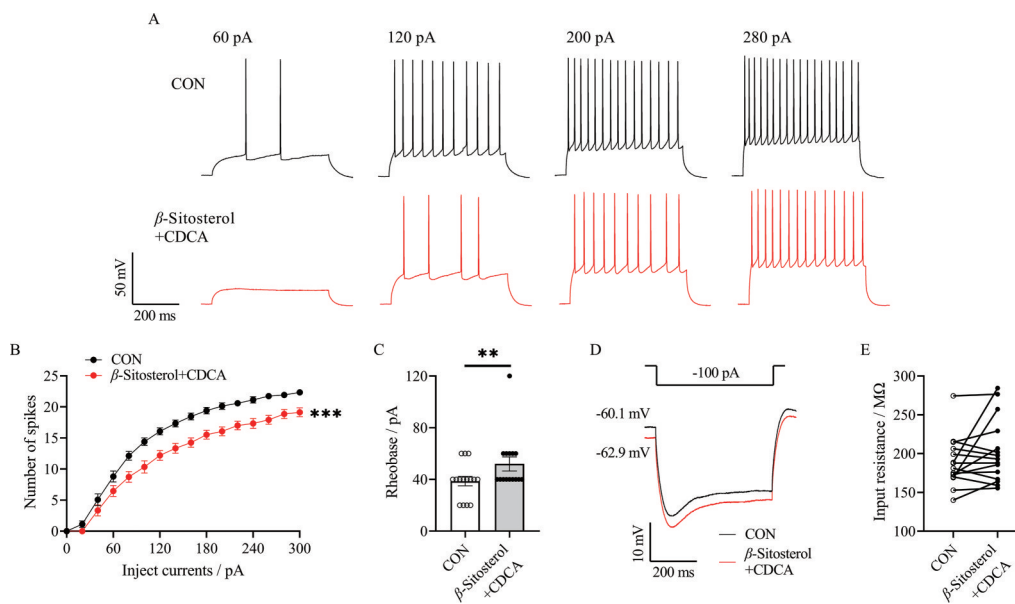 A
60 pA 120 pA 200 pA 280 pA
CON
β-Sitosterol
+CDCA
50 mV
200 ms
B
CON
β-Sitosterol+CDCA
Number of spikes
25
20
15
10
5
0
***
0 60 120 180 240 300
Inject currents / pA
C
**
Rheobase / pA
120
80
40
0
CON
β-Sitosterol
+CDCA
D
-100 pA
-60.1 mV
-62.9 mV
10 mV
200 ms
CON
β-Sitosterol
+CDCA
E
Input resistance / MΩ
300
250
200
150
100
CON
β-Sitosterol
+CDCA